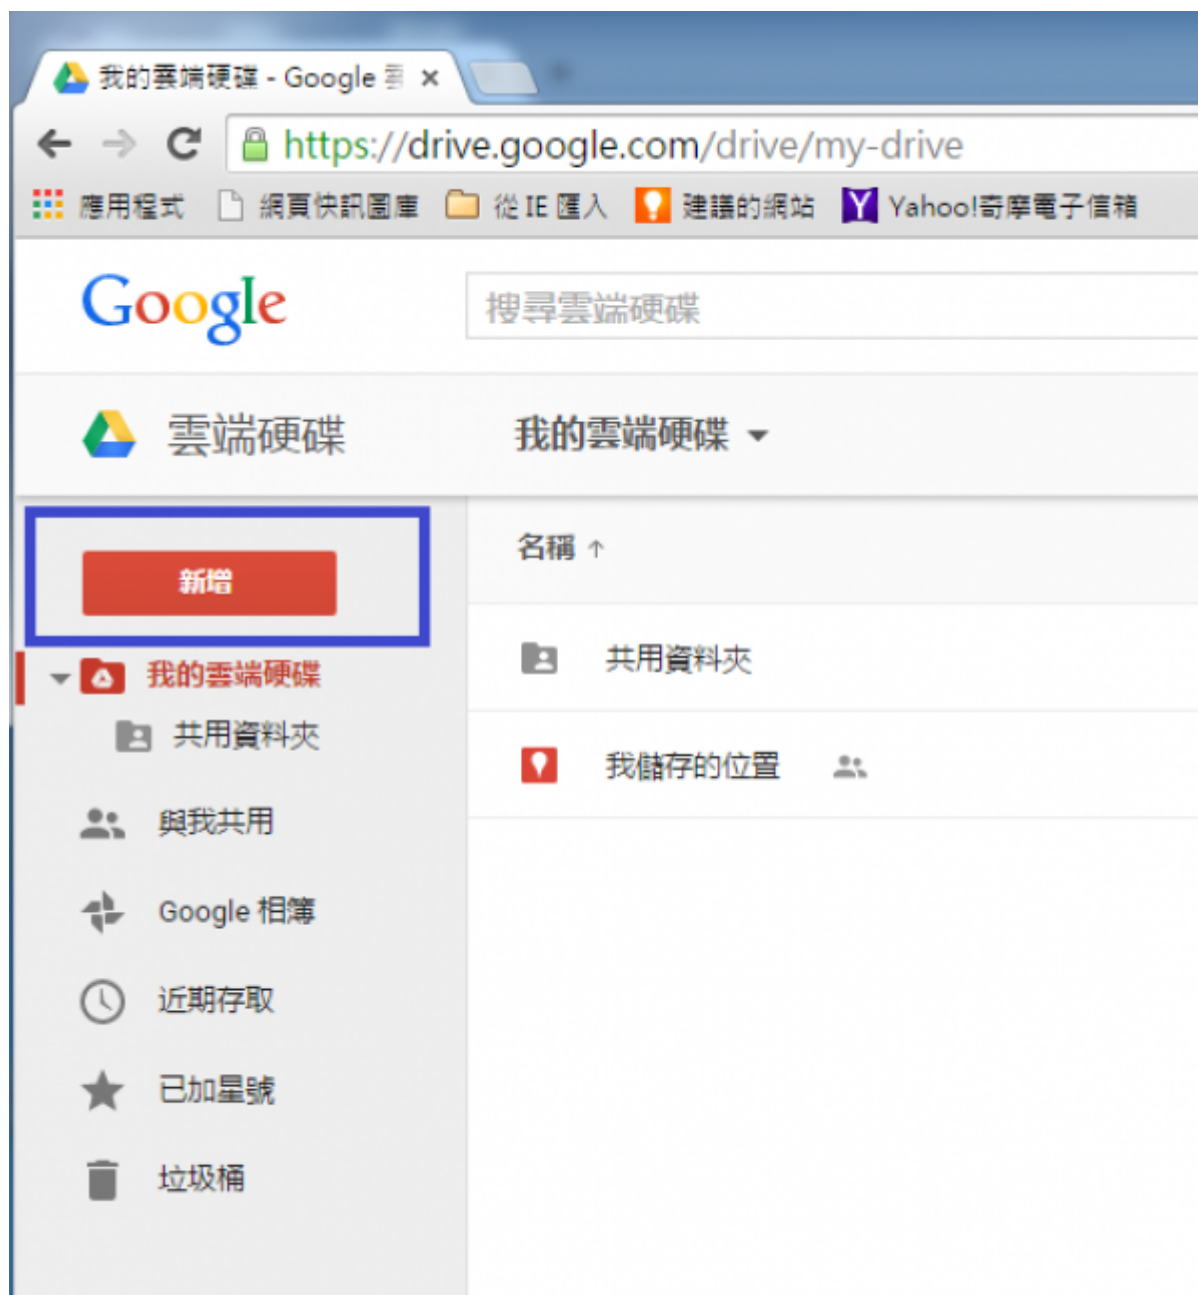 我的雲端硬碟 - Google 雲
https://drive.google.com/drive/my-drive
應用程式 網頁快訊圖庫 從 IE 匯入 建議的網站 Yahoo!奇摩電子信箱
Google 搜尋雲端硬碟
雲端硬碟 我的雲端硬碟
新增
我的雲端硬碟
共用資料夾
與我共用
Google 相簿
近期存取
已加星號
垃圾桶
名稱 ↑
共用資料夾
我儲存的位置